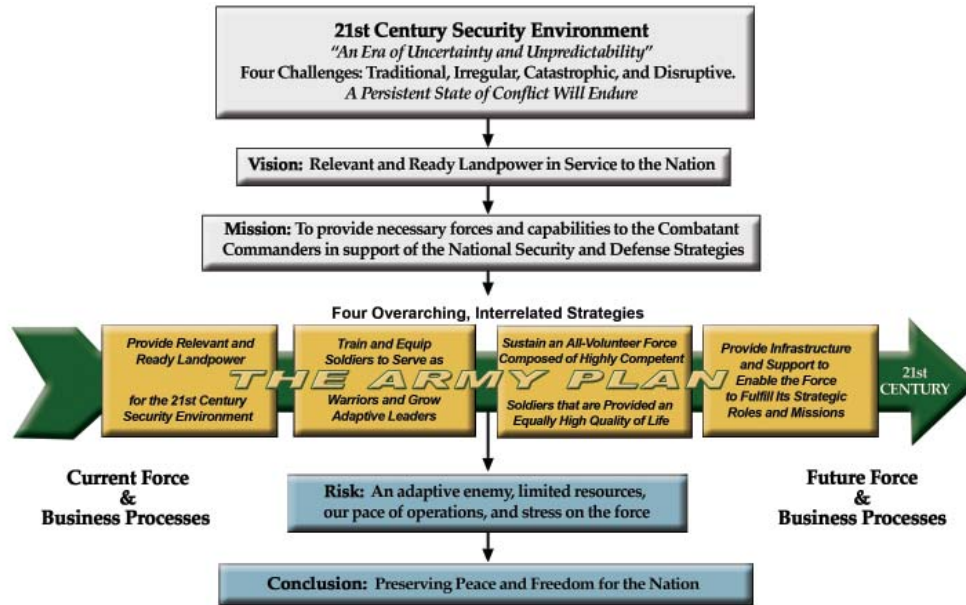 21st Century Security Environment
“An Era of Uncertainty and Unpredictability”
Four Challenges: Traditional, Irregular, Catastrophic, and Disruptive.
A Persistent State of Conflict Will Endure
Vision: Relevant and Ready Landpower in Service to the Nation
Mission: To provide necessary forces and capabilities to the Combatant
Commanders in support of the National Security and Defense Strategies
Four Overarching, Interrelated Strategies
Provide Relevant and
Ready Landpower
for the 21st Century
Security Environment
Train and Equip
Soldiers to Serve as
Warriors and Grow
Adaptive Leaders
Sustain an All-Volunteer Force
Composed of Highly Competent
Soldiers that are Provided an
Equally High Quality of Life
Provide Infrastructure
and Support to
Enable the Force
to Fulfill Its Strategic
Roles and Missions
THE ARMY PLAN
21st
CENTURY
Current Force
&
Business Processes
Future Force
&
Business Processes
Risk: An adaptive enemy, limited resources,
our pace of operations, and stress on the force
Conclusion: Preserving Peace and Freedom for the Nation